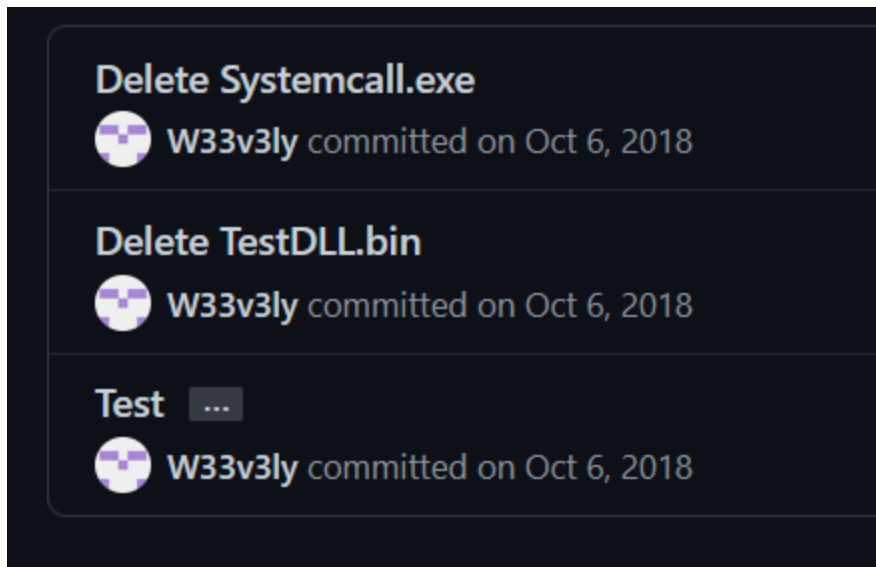 Delete Systemcall.exe
W33v3ly committed on Oct 6, 2018
Delete TestDLL.bin
W33v3ly committed on Oct 6, 2018
Test ...
W33v3ly committed on Oct 6, 2018